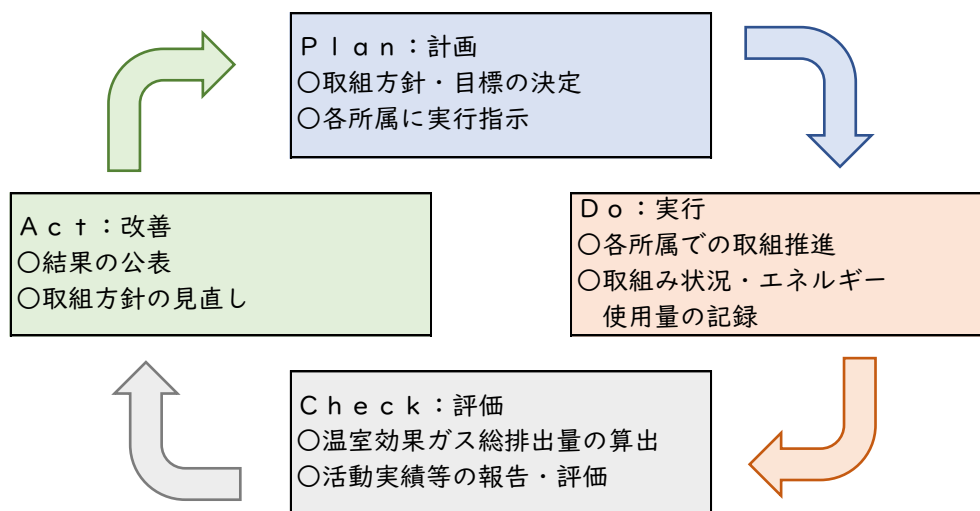 Ｐｌａｎ：計画
〇取組方針・目標の決定
〇各所属に実行指示
Ａｃｔ：改善
〇結果の公表
〇取組方針の見直し
Ｄｏ：実行
〇各所属での取組推進
〇取組み状況・エネルギー
使用量の記録
Ｃｈｅｃｋ：評価
〇温室効果ガス総排出量の算出
〇活動実績等の報告・評価